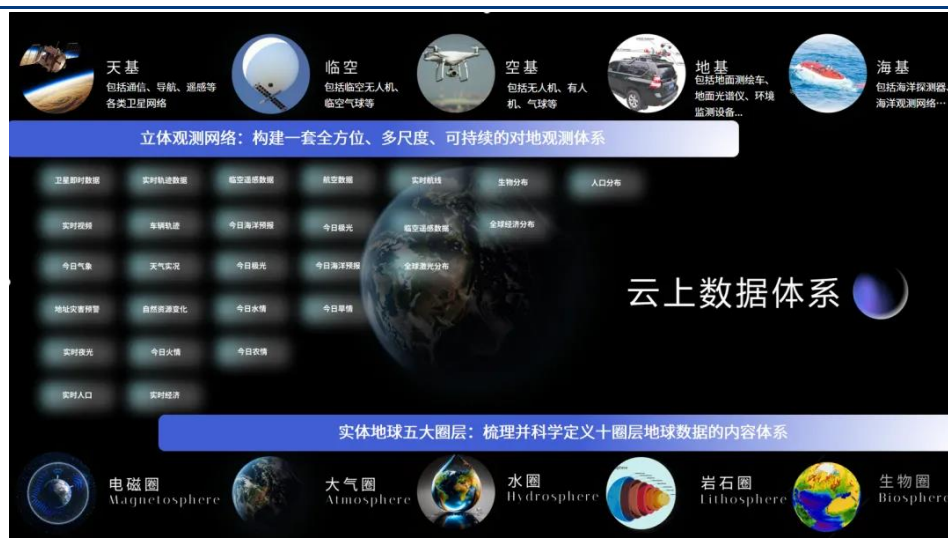 天基
包括通信、导航、遥感等
各类卫星网络
临空
包括临空无人机、
临空气球等
空基
包括无人机、有人
机、气球等
地基
包括地面测绘车、
地面光谱仪、环境
监测设备...
海基
包括海洋探测器、
海洋观测网络…
立体观测网络：构建一套全方位、多尺度、可持续的对地观测体系
卫星即时数据 实时轨迹数据 临空遥感数据 航空数据 实时航线 生物分布 人口分布
实时视频 车辆轨迹 今日海洋预报 今日极光 临空遥感数据 全球经济分布
今日气象 天气实况 今日极光 今日海洋预报 全球激光分布
地址灾害预警 自然资源变化 今日水情 今日旱情
实时夜光 今日火情 今日农情
实时人口 实时经济
云上数据体系
实体地球五大圈层：梳理并科学定义十圈层地球数据的内容体系
电磁圈
Magnetosphere
大气圈
Atmosphere
水圈
Hydrosphere
岩石圈
Lithosphere
生物圈
Biosphere